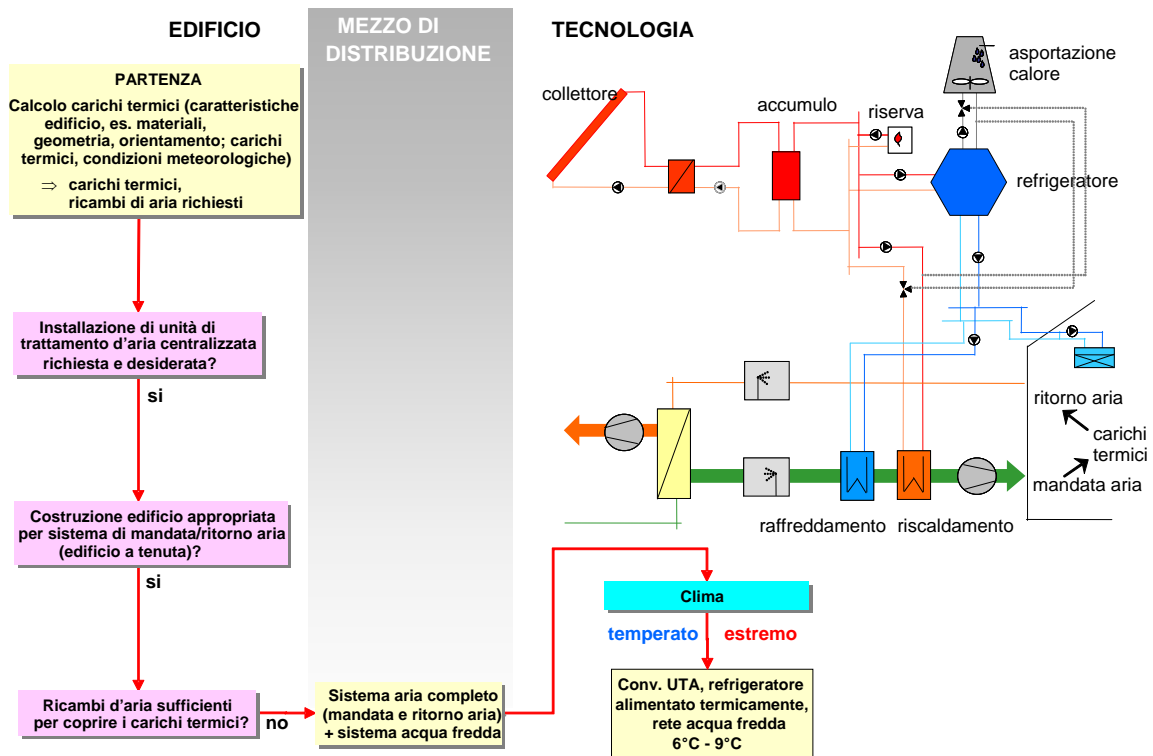 EDIFICIO
MEZZO DI
DISTRIBUZIONE
TECNOLOGIA
PARTENZA
Calcolo carichi termici (caratteristiche
edificio, es. materiali,
geometria, orientamento; carichi
termici, condizioni meteorologiche)
⇒ carichi termici,
ricambi di aria richiesti
Installazione di unità di
trattamento d'aria centralizzata
richiesta e desiderata?
si
Costruzione edificio appropriata
per sistema di mandata/ritorno aria
(edificio a tenuta)?
si
Ricambi d'aria sufficienti
per coprire i carichi termici?
no
Sistema aria completo
(mandata e ritorno aria)
+ sistema acqua fredda
collettore
accumulo
riserva
asportazione
calore
refrigeratore
ritorno aria
carichi
termici
mandata aria
raffreddamento
riscaldamento
Clima
temperato
estremo
Conv. UTA, refrigeratore
alimentato termicamente,
rete acqua fredda
6°C - 9°C